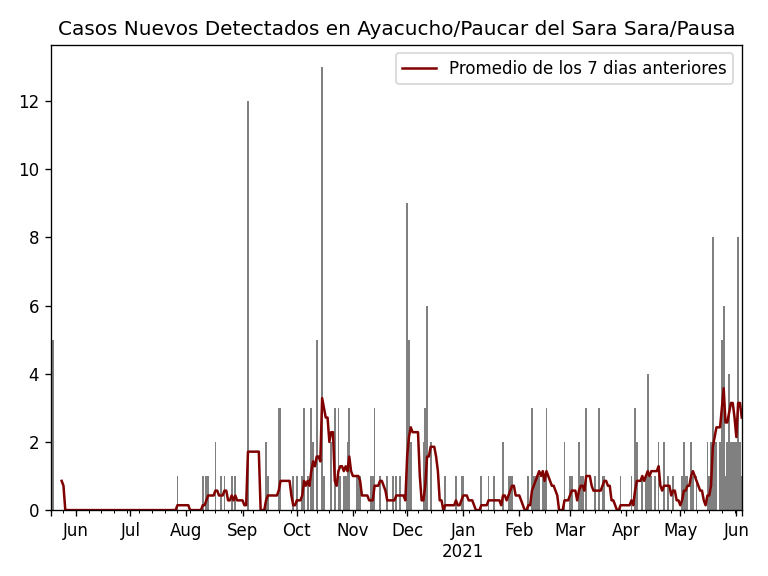 Casos Nuevos Detectados en Ayacucho/Paucar del Sara Sara/Pausa
Promedio de los 7 dias anteriores
12
10
8
6
4
2
0
Jun Jul Aug Sep Oct Nov Dec Jan Feb Mar Apr May Jun
2021